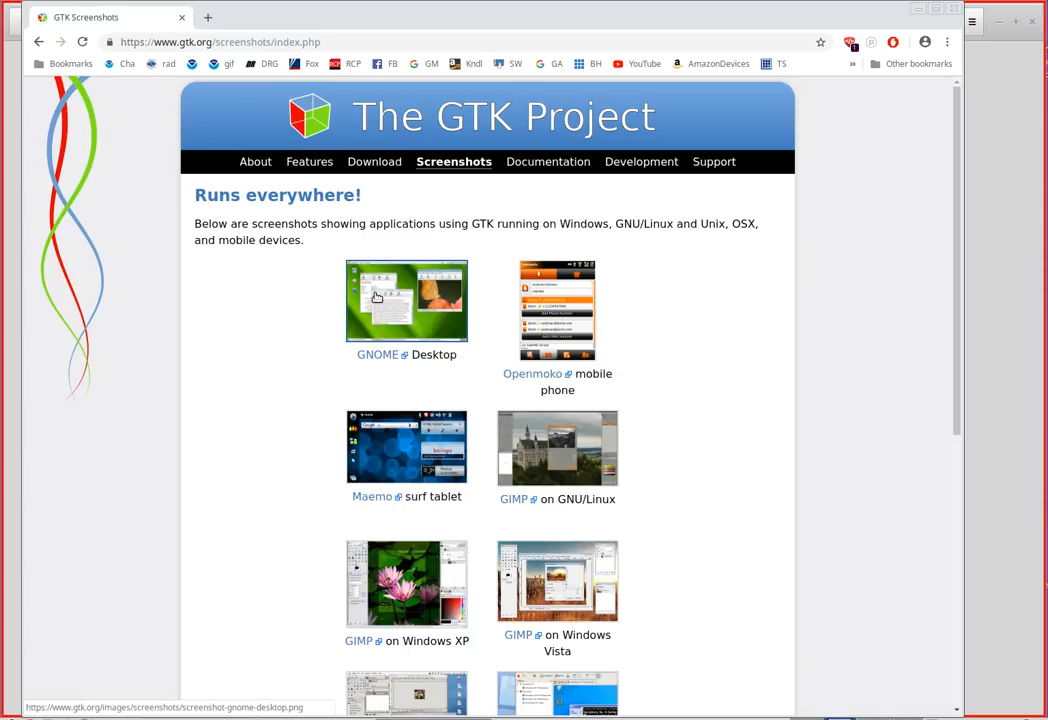 GTK Screenshots
https://www.gtk.org/screenshots/index.php
1
Bookmarks Cha rad gif DRG Fox RCP FB GM Kndl SW GA BH YouTube AmazonDevices TS » Other bookmarks
The GTK Project
About Features Download Screenshots Documentation Development Support
Runs everywhere!
Below are screenshots showing applications using GTK running on Windows, GNU/Linux and Unix, OSX,
and mobile devices.
GNOME Desktop
Openmoko mobile
phone
Maemo surf tablet
GIMP on GNU/Linux
GIMP on Windows XP
GIMP on Windows
Vista
https://www.gtk.org/images/screenshots/screenshot-gnome-desktop.png